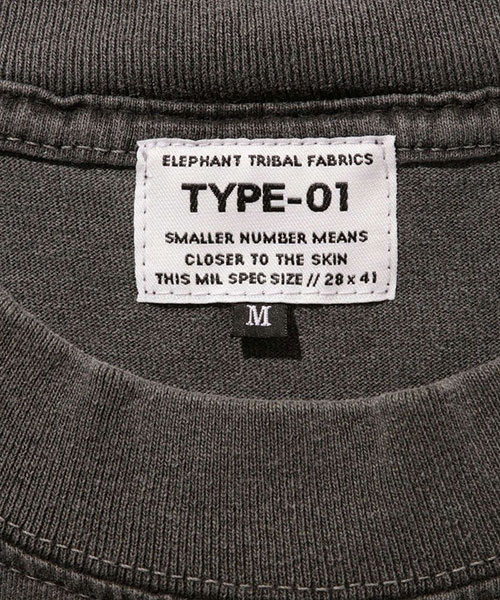 ELEPHANT TRIBAL FABRICS
TYPE-01
SMALLER NUMBER MEANS
CLOSER TO THE SKIN
THIS MIL SPEC SIZE // 28 x 41
M